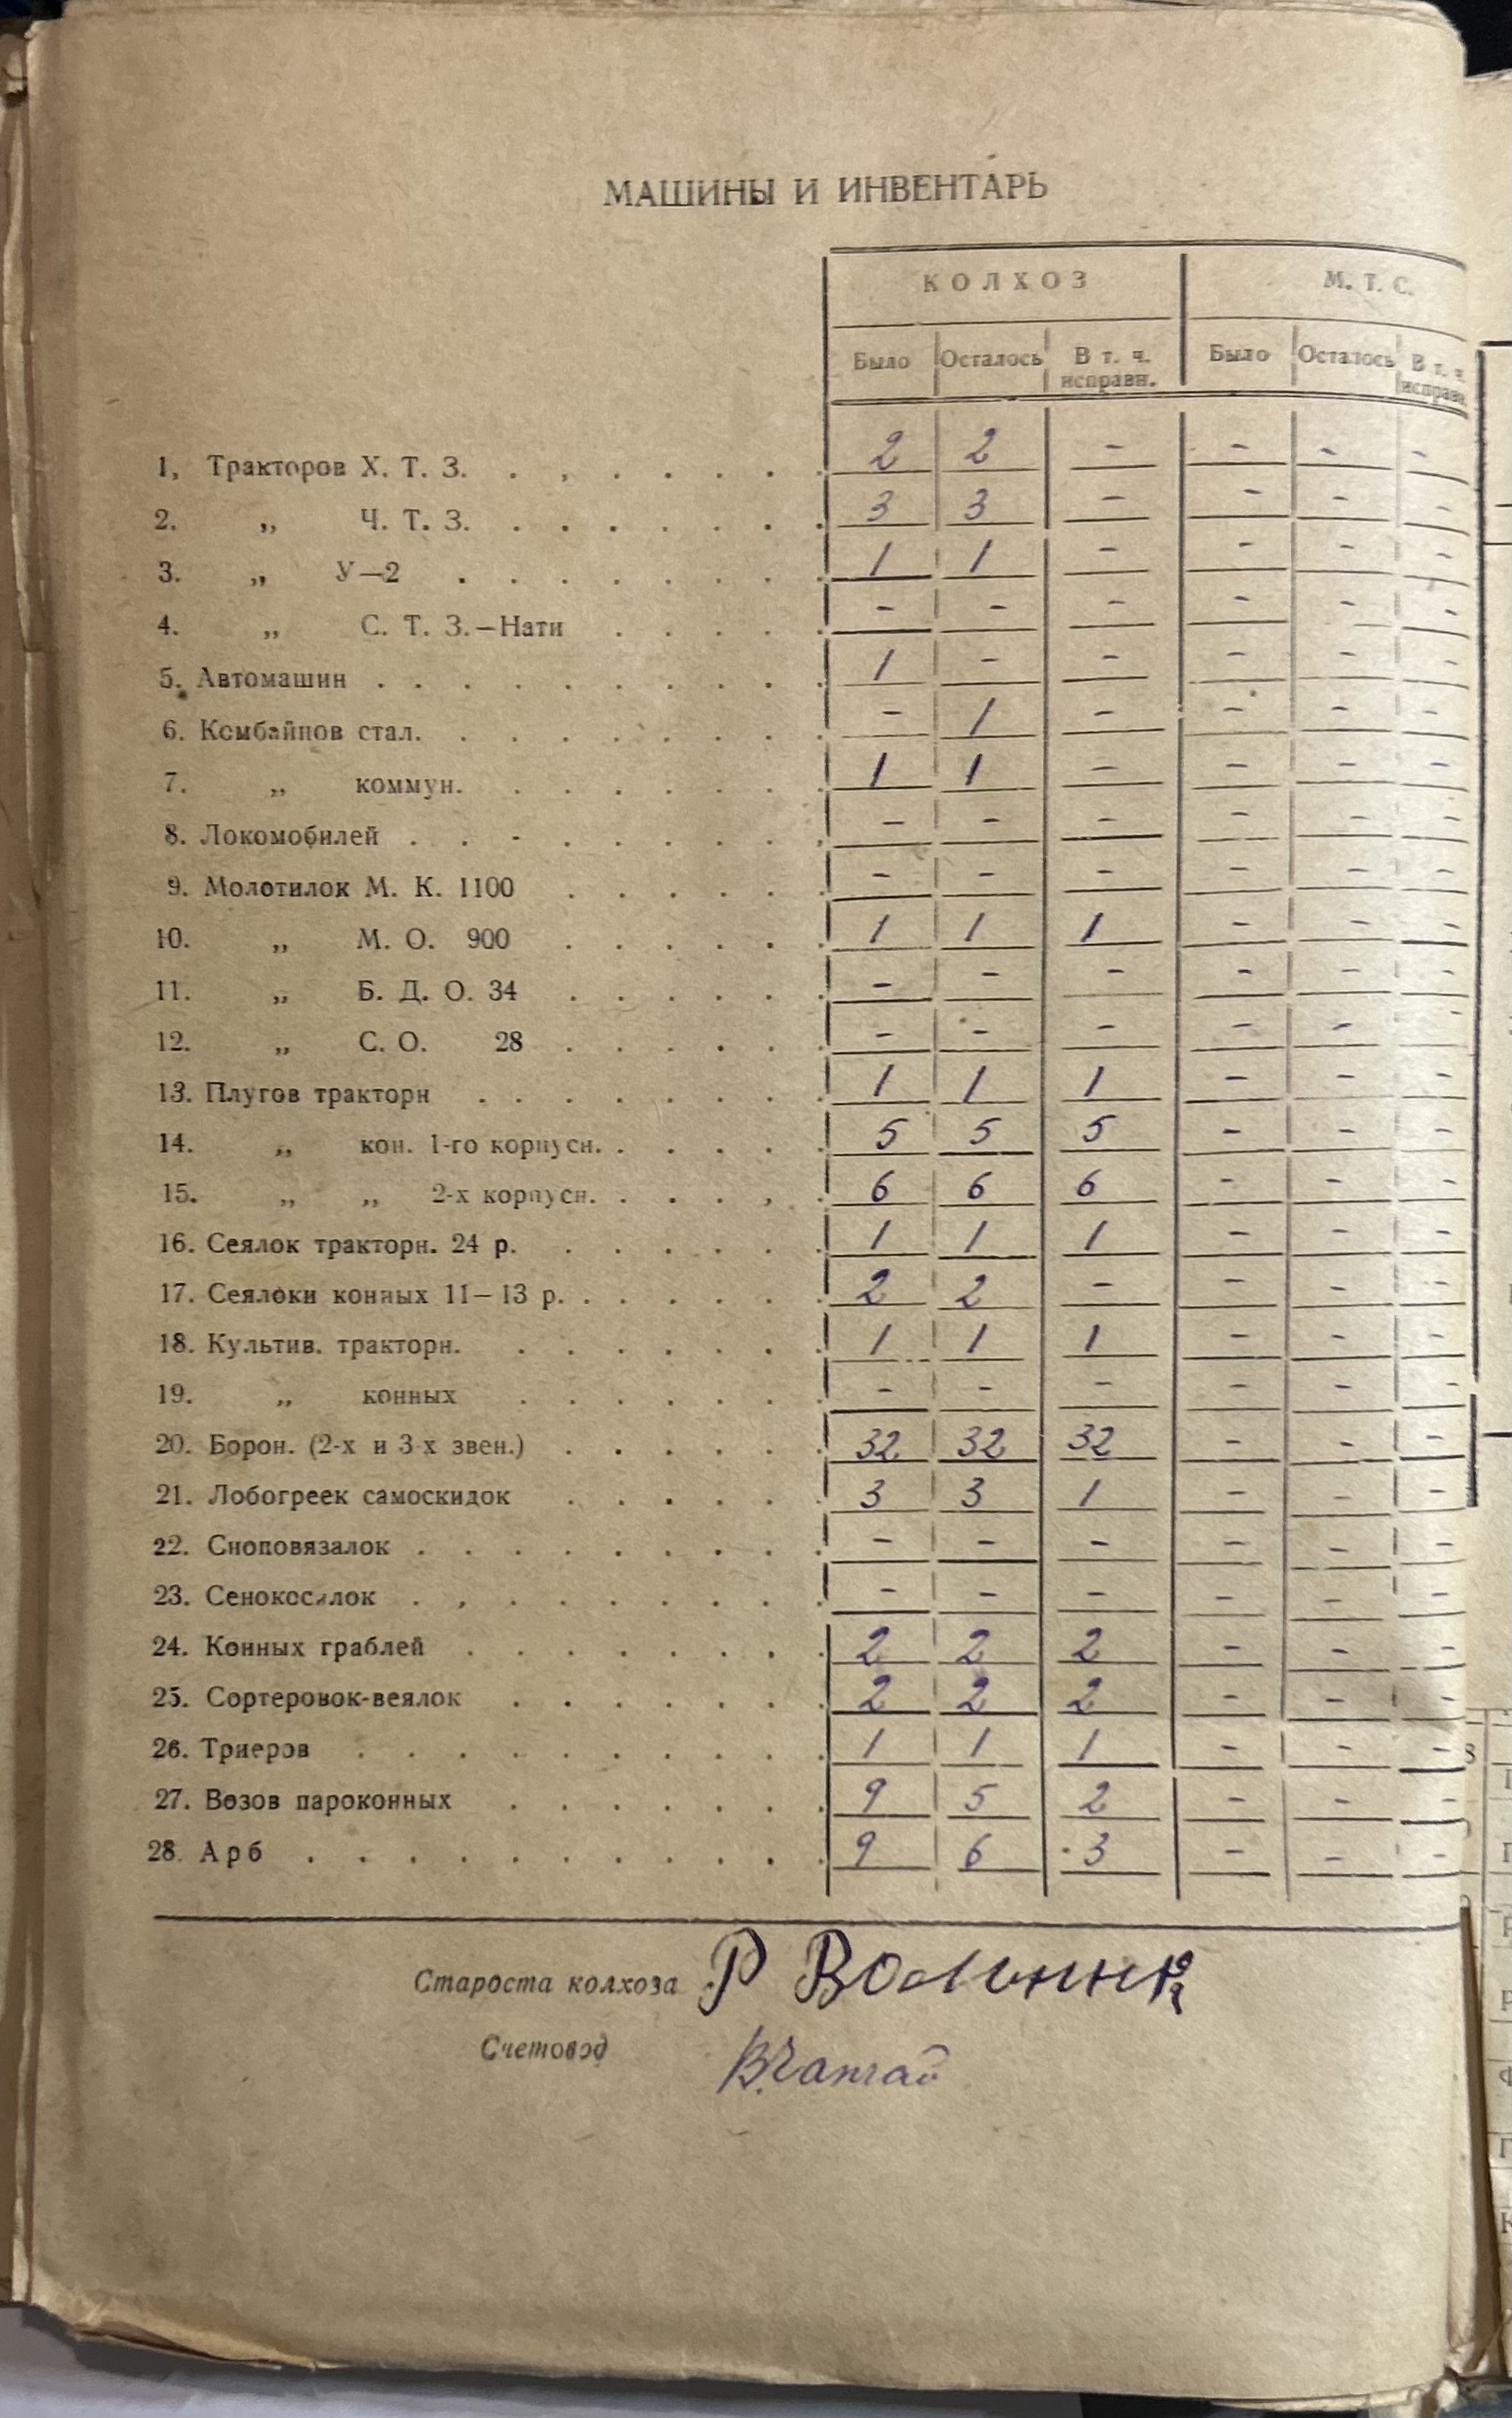 МАШИНЫ И ИНВЕНТАРЬ
КОЛХОЗ М. Т. С.
Было Осталось В т. ч. исправн. Было Осталось В т. ч. исправн
1, Тракторов Х. Т. З. . , . . . . . 2 2 - - - -
2. „ Ч. Т. З. . . . . . . . 3 3 - - - -
3. „ У—2 . . . . . . . . 1 1 - - - -
4. „ С. Т. З.—Нати . . . . . - - - - - -
5. Автомашин . . . . . . . . . . 1 - - - - -
6. Комбайнов стал. . . . . . . . . - 1 - - - -
7. „ коммун. . . . . . . . 1 1 - - - -
8. Локомобилей . . - . . . . . , - - - - - -
9. Молотилок М. К. 1100 . . . . . . - - - - - -
10. „ М. О. 900 . . . . . . 1 1 1 - - -
11. „ Б. Д. О. 34 . . . . . . - - - - - -
12. „ С. О. 28 . . . . . . - - - - - -
13. Плугов тракторн . . . . . . . . 1 1 1 - - -
14. „ кон. 1-го корпусн. . . . . . 5 5 5 - - -
15. „ „ 2-х корпусн. . . . , . 6 6 6 - - -
16. Сеялок тракторн. 24 р. . . . . . . 1 1 1 - - -
17. Сеялоки конных 11—13 р. . . . . . . 2 2 - - - -
18. Культив. тракторн. . . . . . . . 1 1 1 - - -
19. „ конных . . . . . . . - - - - - -
20. Борон. (2-х и 3-х звен.) . . . . . . 32 32 32 - - -
21. Лобогреек самоскидок . . . . . . 3 3 1 - - -
22. Сноповязалок . . . . . . . . . - - - - - -
23. Сенокосилок . , . . . . . . . - - - - - -
24. Конных граблей . . . . . . . . 2 2 2 - - -
25. Сортеровок-веялок . . . . . . . 2 2 2 - - -
26. Триеров . . . . . . . . . . 1 1 1 - - -
27. Возов пароконных . . . . . . . 9 5 2 - - -
28. Арб . . . . . . . . . . . 9 6 3 - - -
Староста колхоза Р
Счетовод В.